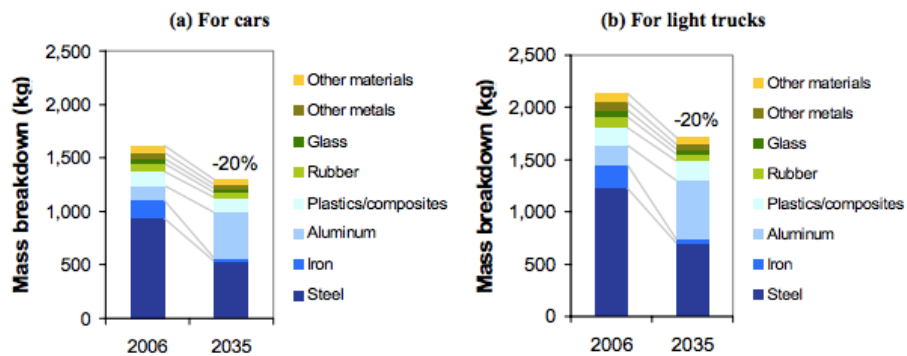 (a) For cars
Mass breakdown (kg)
2,500
2,000
1,500
1,000
500
0
-20%
2006
2035
Other materials
Other metals
Glass
Rubber
Plastics/composites
Aluminum
Iron
Steel
(b) For light trucks
Mass breakdown (kg)
2,500
2,000
1,500
1,000
500
0
-20%
2006
2035
Other materials
Other metals
Glass
Rubber
Plastics/composites
Aluminum
Iron
Steel